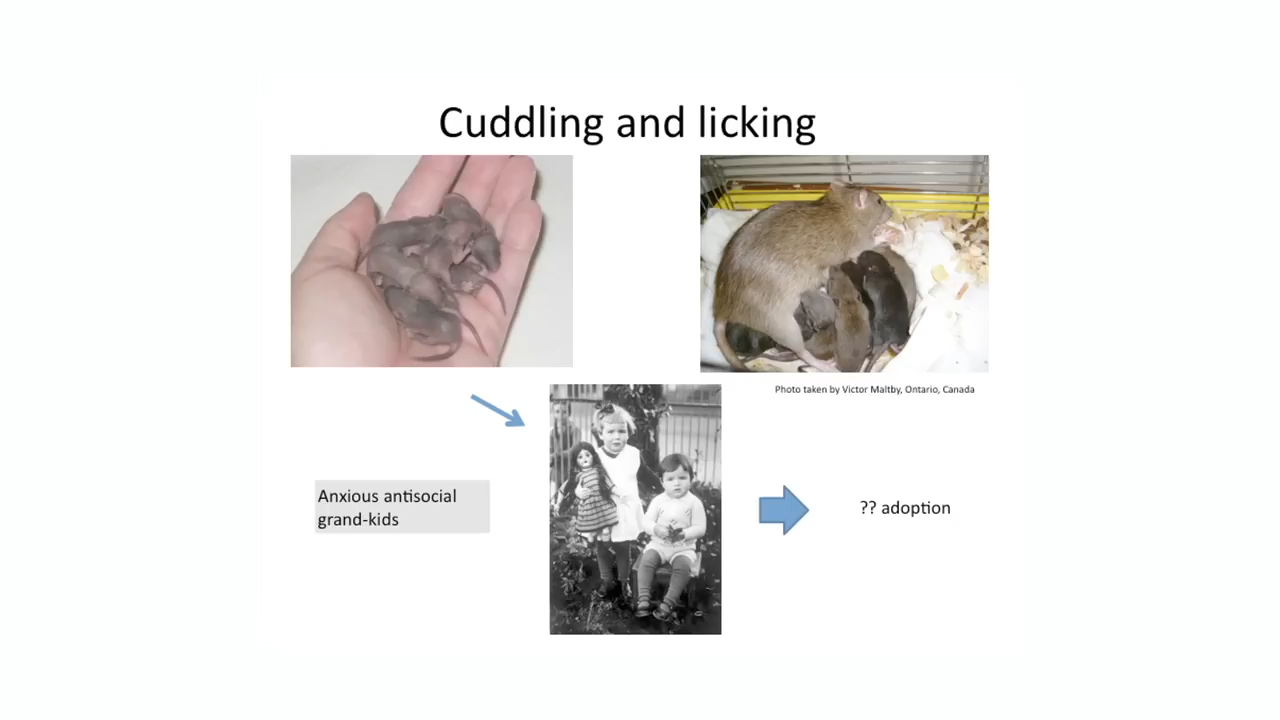 Cuddling and licking
Photo taken by Victor Maltby, Ontario, Canada
Anxious antisocial
grand-kids
?? adoption